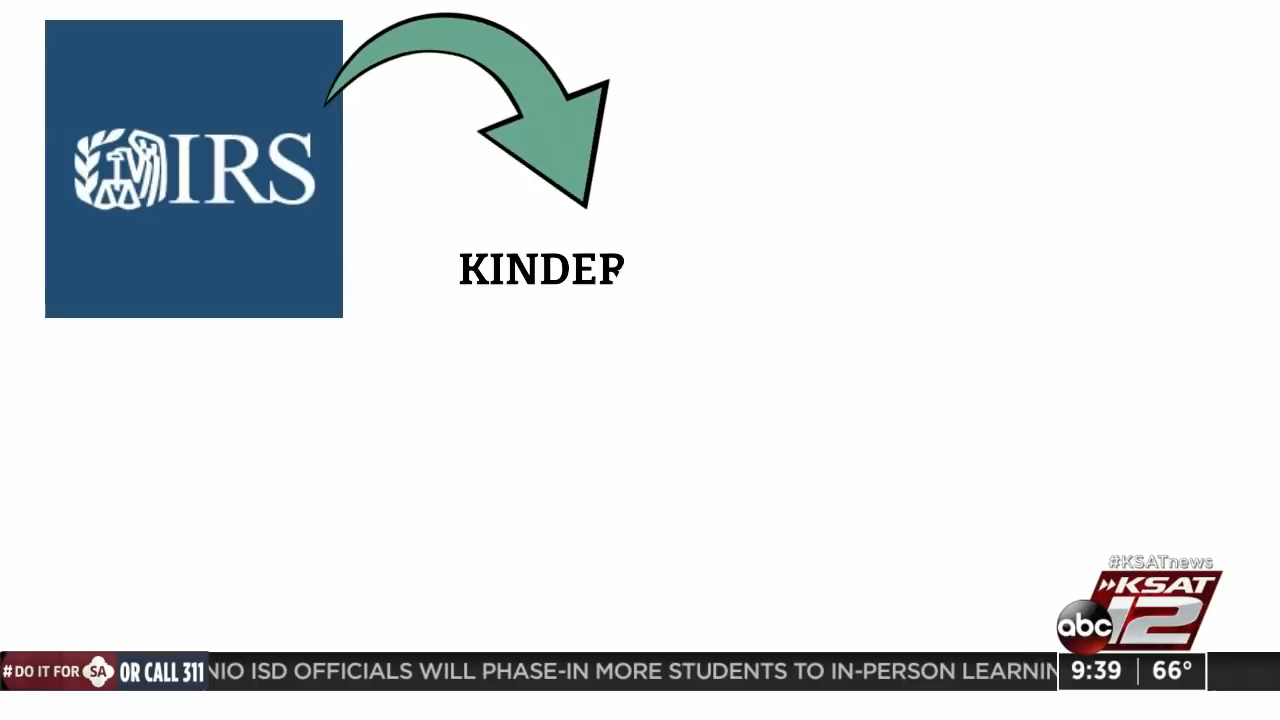 IRS
KINDER
#KSATnews
KSAT
abc 12
#DO IT FOR SA OR CALL 311 NIO ISD OFFICIALS WILL PHASE-IN MORE STUDENTS TO IN-PERSON LEARNIN 9:39 66°